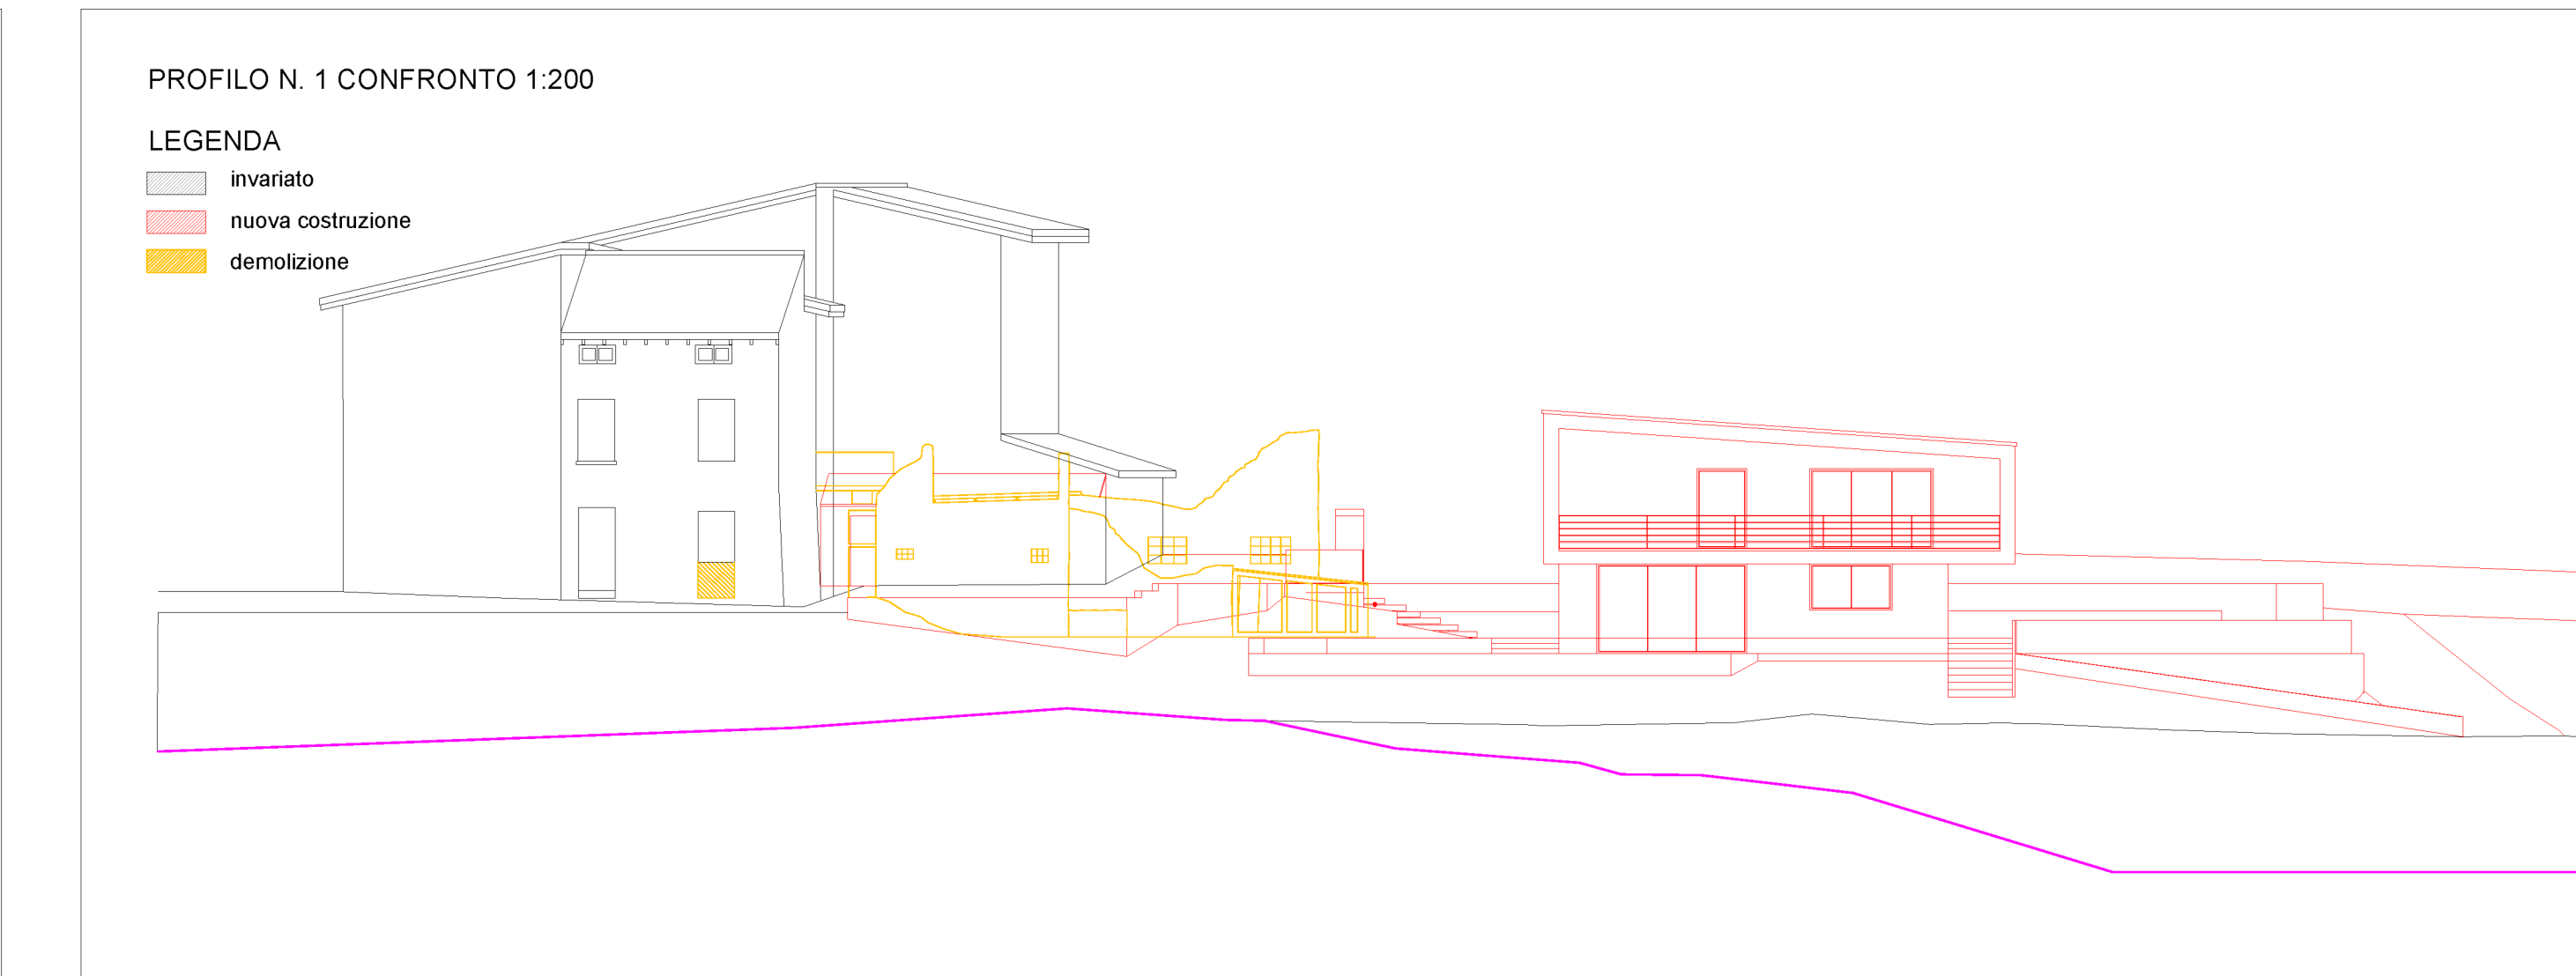 PROFILO N. 1 CONFRONTO 1:200
LEGENDA
invariato
nuova costruzione
demolizione